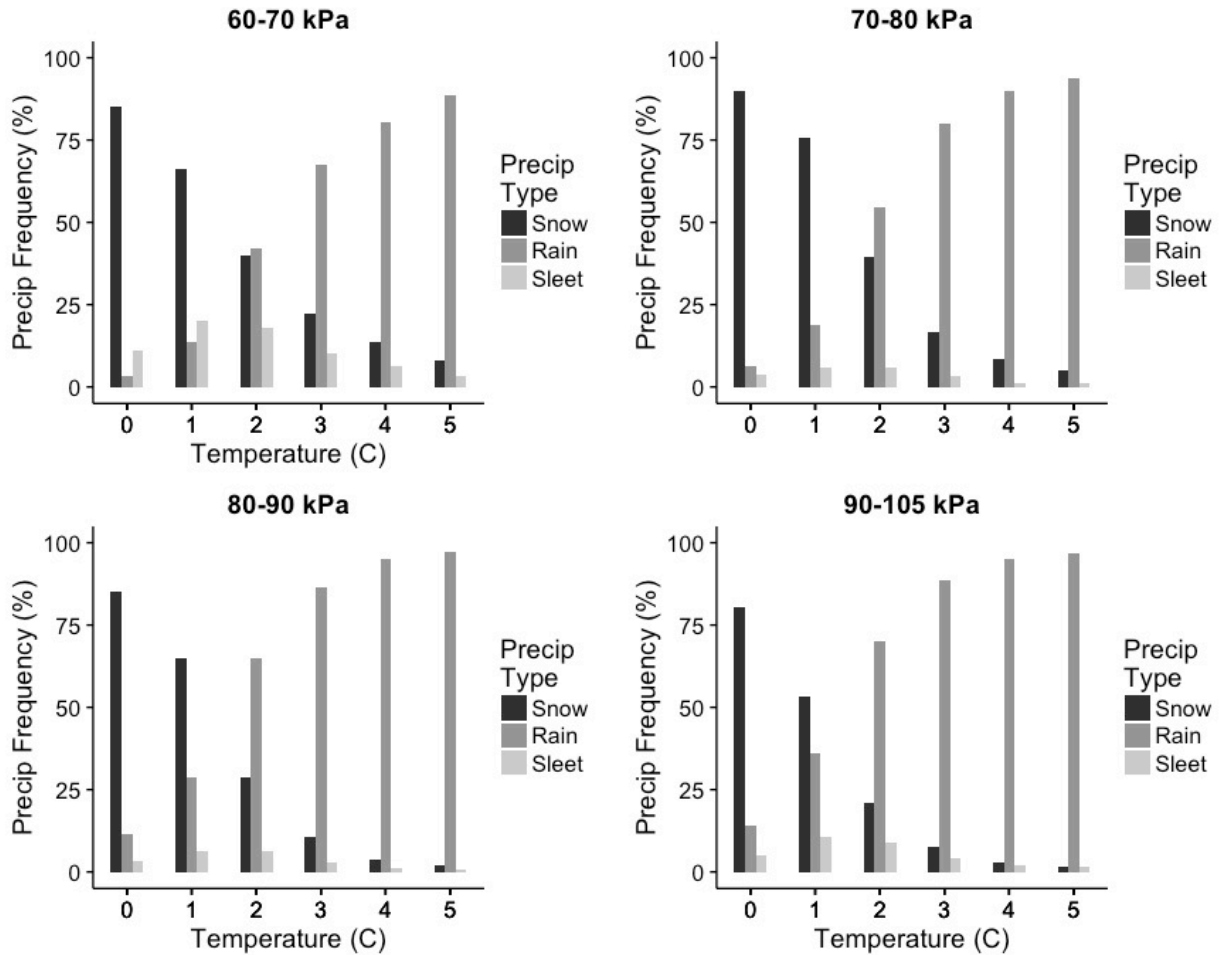 60-70 kPa
100
75
50
25
0
Precip Frequency (%)
0 1 2 3 4 5
Temperature (C)
Precip
Type
Snow
Rain
Sleet
70-80 kPa
100
75
50
25
0
Precip Frequency (%)
0 1 2 3 4 5
Precip
Type
Snow
Rain
Sleet
80-90 kPa
100
75
50
25
0
Precip Frequency (%)
0 1 2 3 4 5
Temperature (C)
Precip
Type
Snow
Rain
Sleet
90-105 kPa
100
75
50
25
0
Precip Frequency (%)
0 1 2 3 4 5
Temperature (C)
Precip
Type
Snow
Rain
Sleet